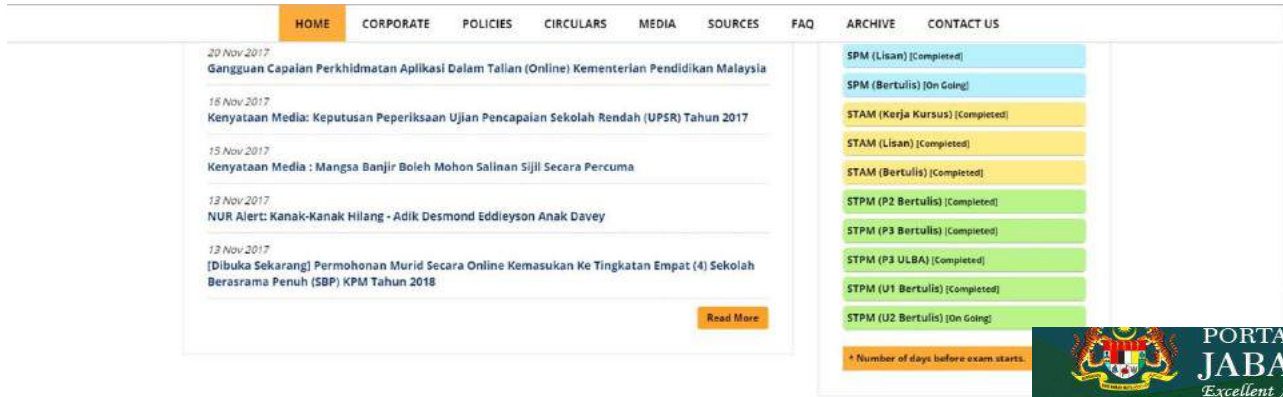 HOME CORPORATE POLICIES CIRCULARS MEDIA SOURCES FAQ ARCHIVE CONTACT US
20 Nov 2017
Gangguan Capaian Perkhidmatan Aplikasi Dalam Talian (Online) Kementerian Pendidikan Malaysia
16 Nov 2017
Kenyataan Media: Keputusan Peperiksaan Ujian Pencapaian Sekolah Rendah (UPSR) Tahun 2017
15 Nov 2017
Kenyataan Media : Mangsa Banjir Boleh Mohon Salinan Sijil Secara Percuma
13 Nov 2017
NUR Alert: Kanak-Kanak Hilang - Adik Desmond Eddieyson Anak Davey
13 Nov 2017
[Dibuka Sekarang] Permohonan Murid Secara Online Kemasukan Ke Tingkatan Empat (4) Sekolah
Berasrama Penuh (SBP) KPM Tahun 2018
Read More
SPM (Lisan) [Completed]
SPM (Bertulis) [On Going]
STAM (Kerja Kursus) [Completed]
STAM (Lisan) [Completed]
STAM (Bertulis) [Completed]
STPM (P2 Bertulis) [Completed]
STPM (P3 Bertulis) [Completed]
STPM (P3 ULBA) [Completed]
STPM (U1 Bertulis) [Completed]
STPM (U2 Bertulis) [On Going]
* Number of days before exam starts.
PORTA
JABA
Excellent